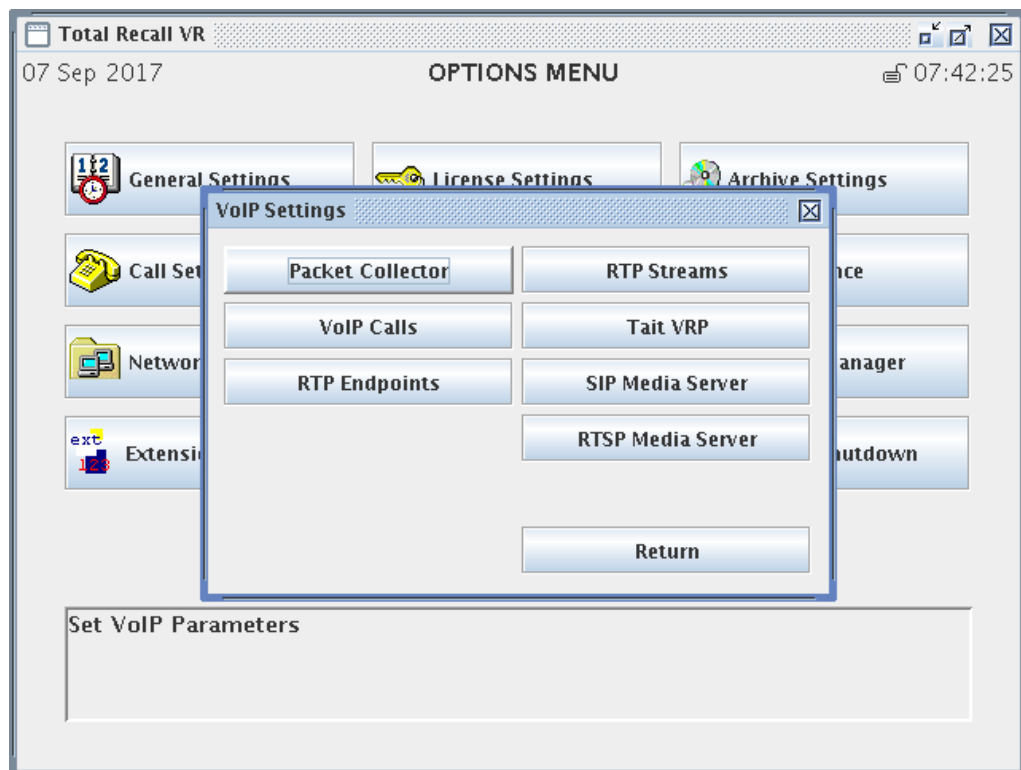 Total Recall VR
07 Sep 2017 OPTIONS MENU 07:42:25
General Settings License Settings Archive Settings
VoIP Settings
Packet Collector RTP Streams
Call
VoIP Calls Tait VRP
RTP Endpoints SIP Media Server
RTSP Media Server
ext
123
Return
Set VoIP Parameters